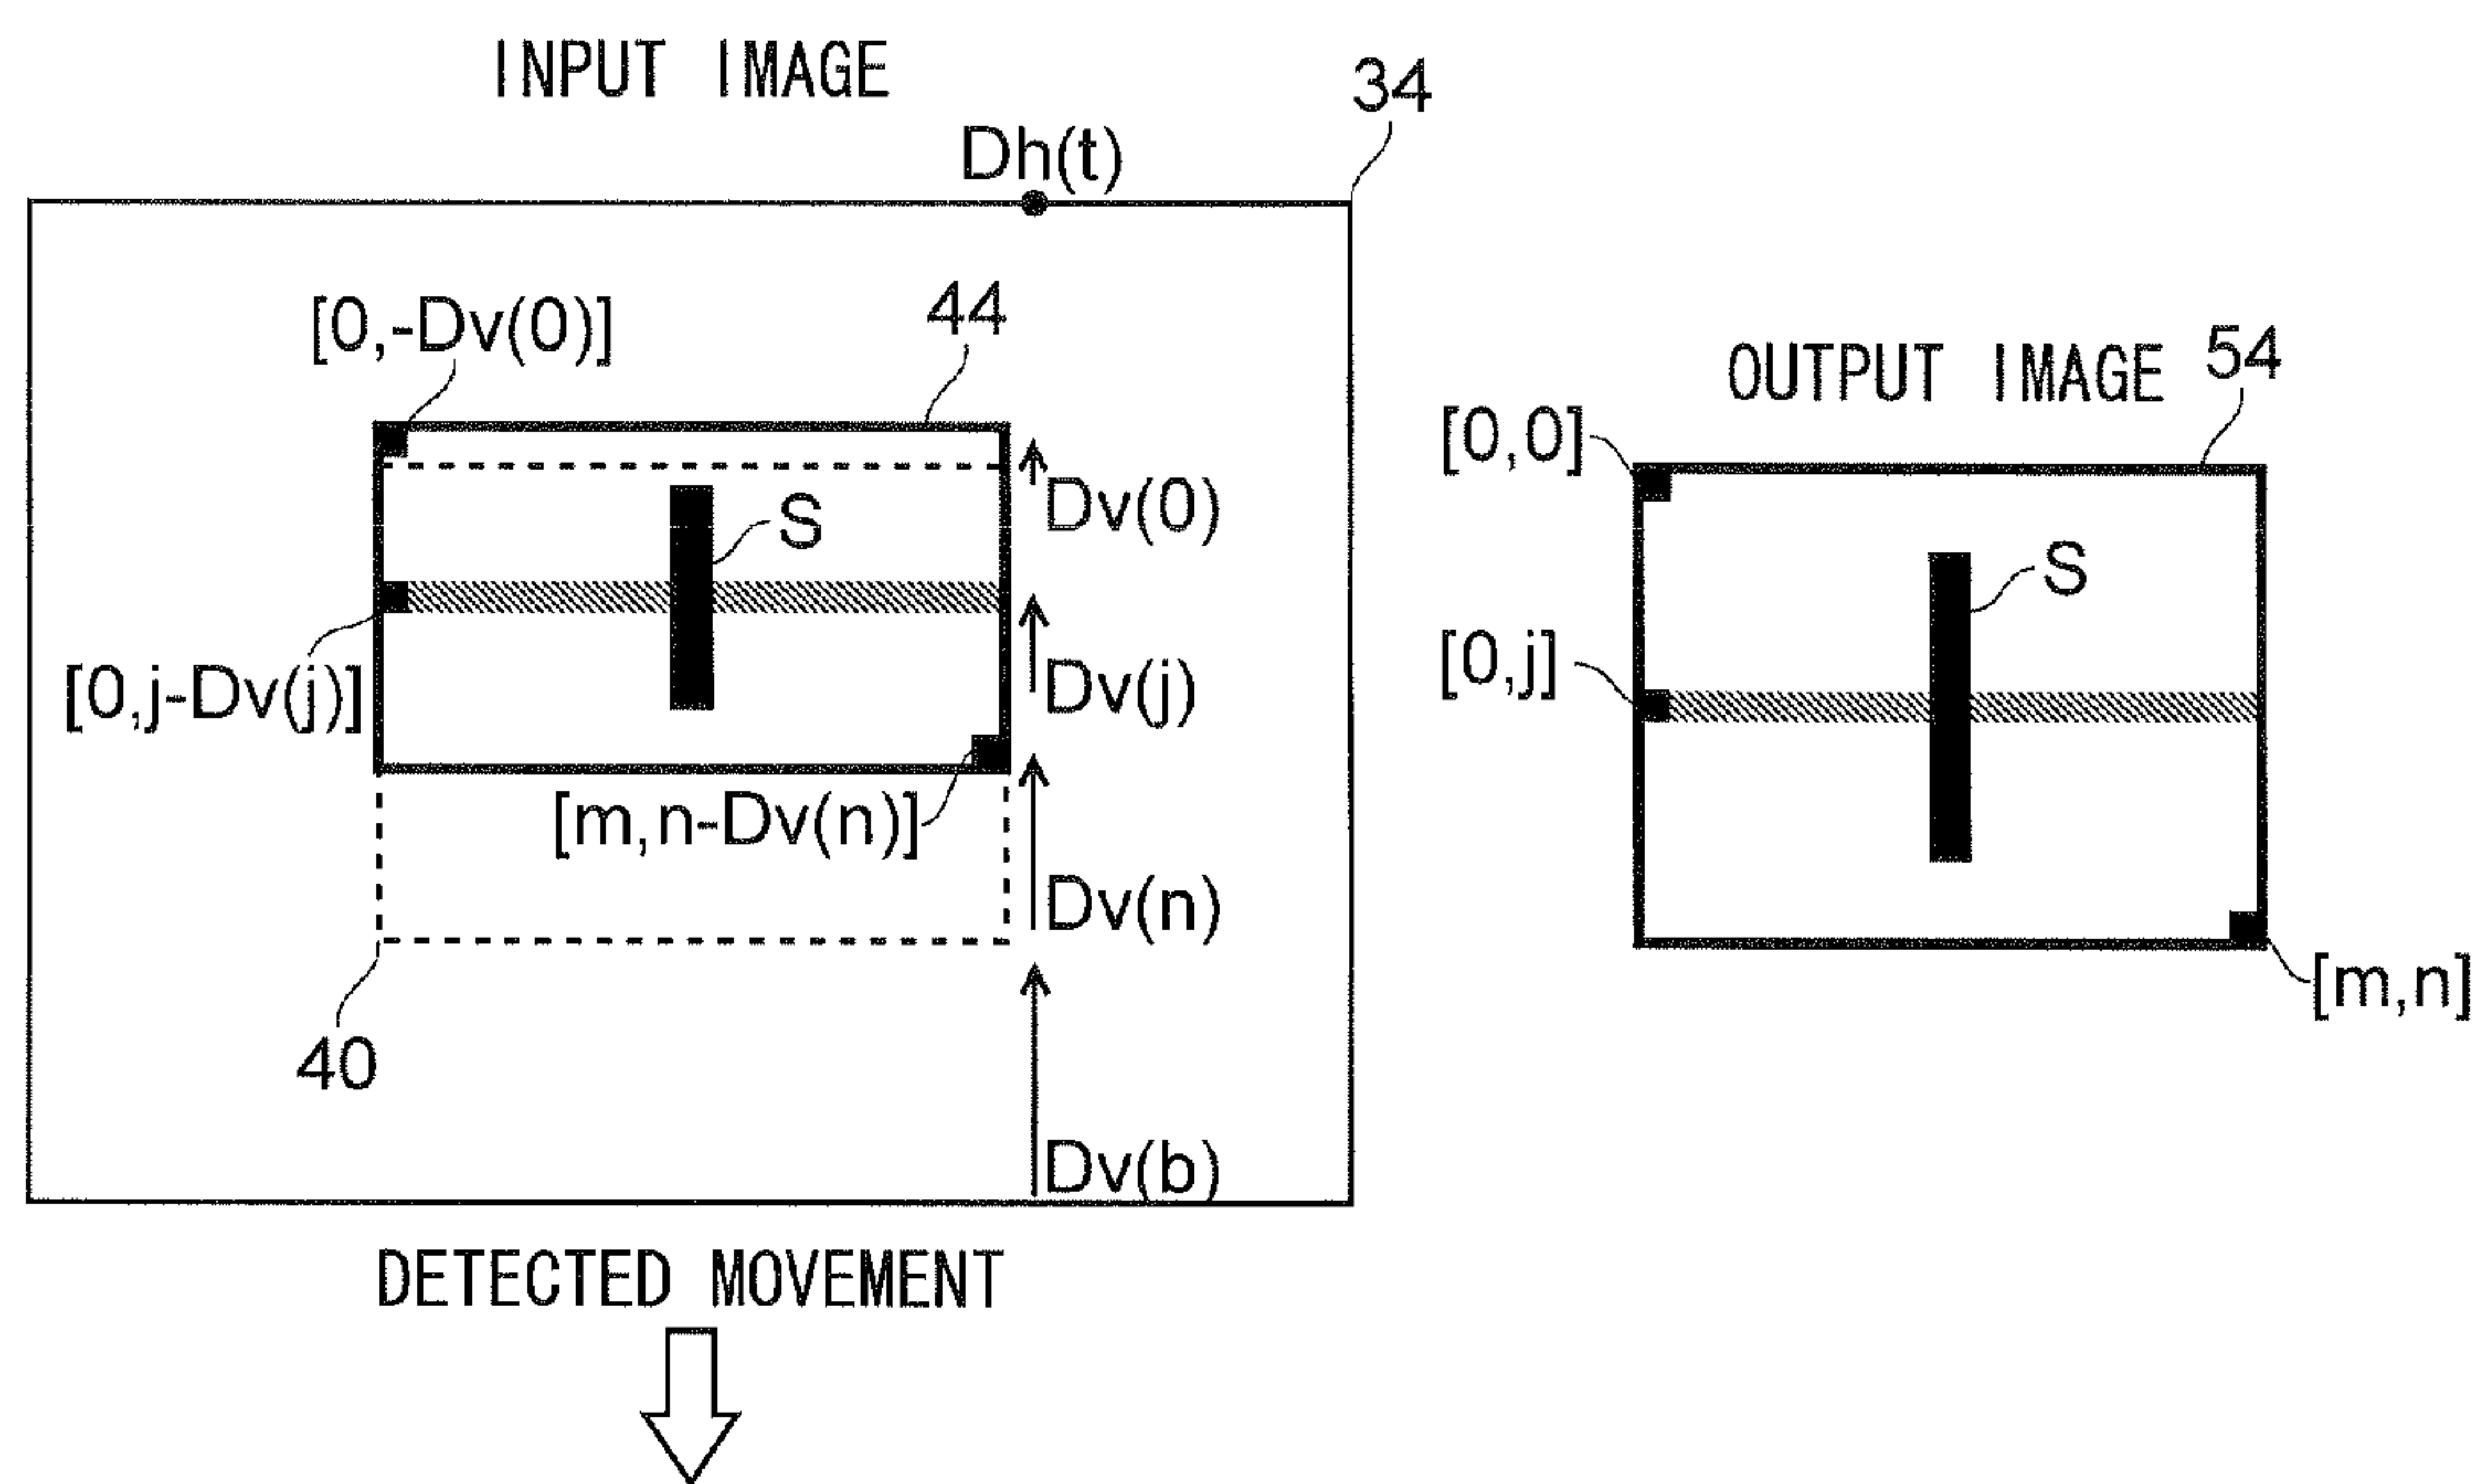 INPUT IMAGE
34
Dh(t)
[0,-Dv(0)]
44
Dv(0)
S
[0,j-Dv(j)]
Dv(j)
[m,n-Dv(n)]
Dv(n)
40
Dv(b)
DETECTED MOVEMENT
OUTPUT IMAGE
54
[0,0]
S
[0,j]
[m,n]